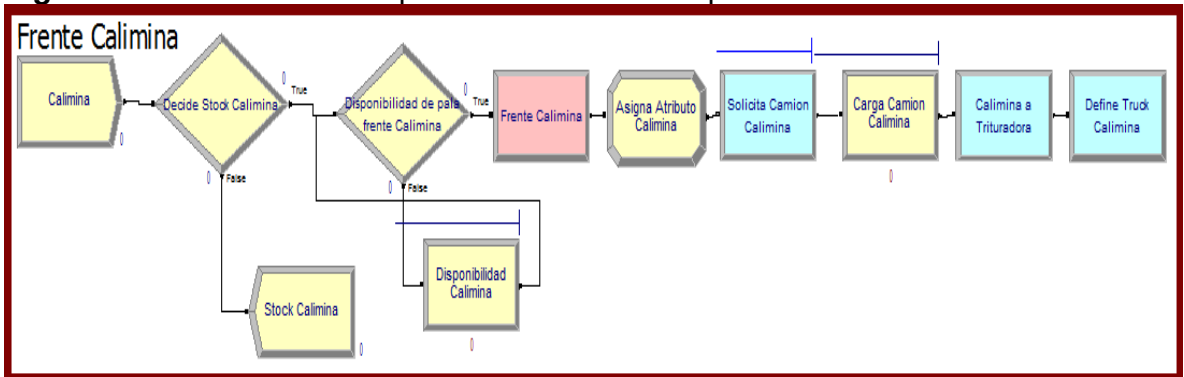 Frente Calimina
Calimina
0
Decide Stock Calimina
0
True
0
False
Stock Calimina
0
Disponibilidad de pala
frente Calimina
0
True
0
False
Disponibilidad
Calimina
0
Frente Calimina
Asigna Atributo
Calimina
Solicita Camion
Calimina
Carga Camion
Calimina
0
Calimina a
Trituradora
Define Truck
Calimina